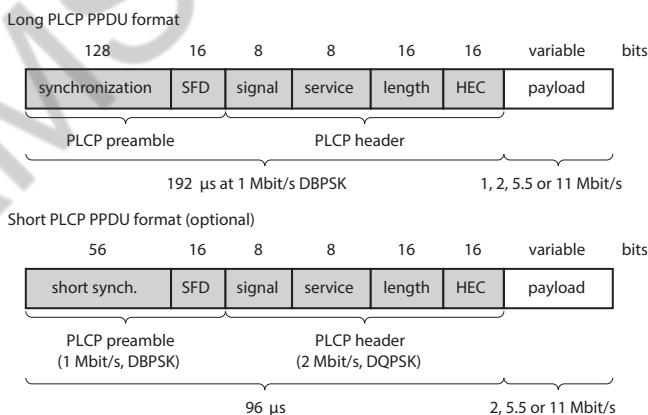 Long PLCP PPDU format
128 16 8 8 16 16 variable bits
synchronization SFD signal service length HEC payload
PLCP preamble PLCP header
192 µs at 1 Mbit/s DBPSK 1, 2, 5.5 or 11 Mbit/s
Short PLCP PPDU format (optional)
56 16 8 8 16 16 variable bits
short synch. SFD signal service length HEC payload
PLCP preamble PLCP header
(1 Mbit/s, DBPSK) (2 Mbit/s, DQPSK)
96 µs 2, 5.5 or 11 Mbit/s